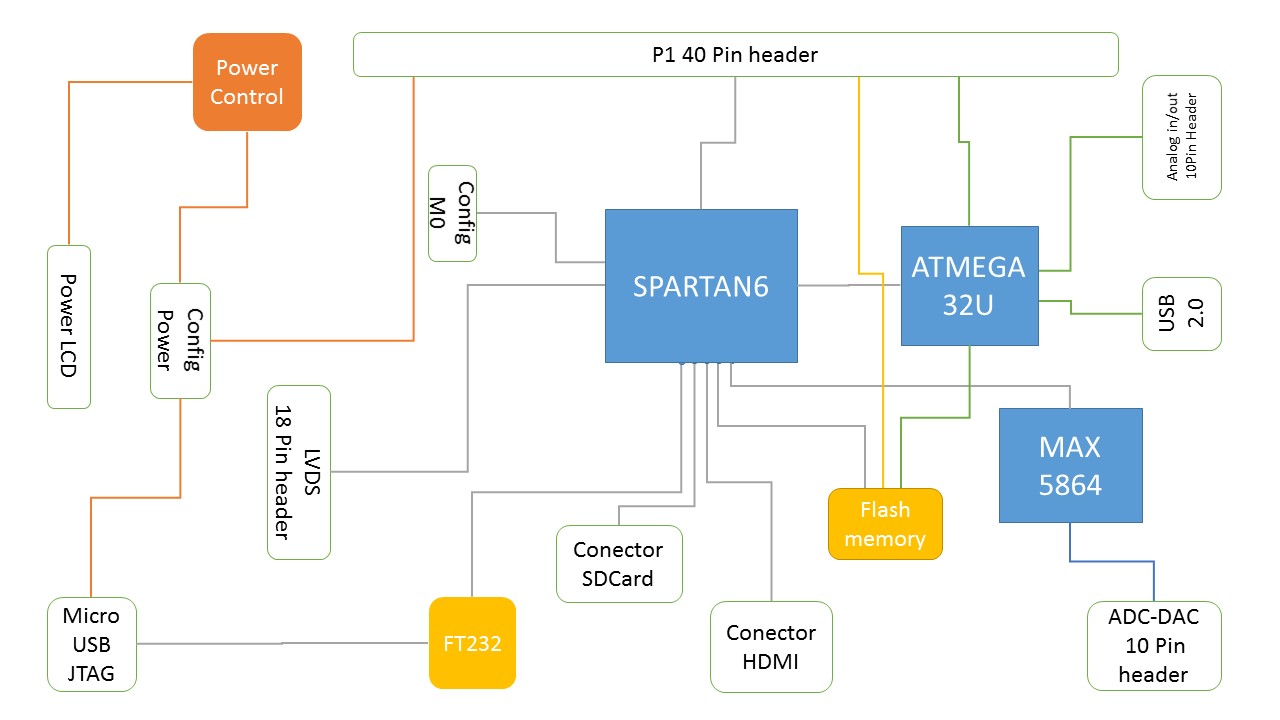 P1 40 Pin header
Power
Control
Analog in/out
10Pin Header
Config
M0
SPARTAN6
ATMEGA
32U
USB
2.0
Power LCD
Config
Power
LVDS
18 Pin header
MAX
5864
Flash
memory
Conector
SDCard
Micro
USB
JTAG
FT232
Conector
HDMI
ADC-DAC
10 Pin
header